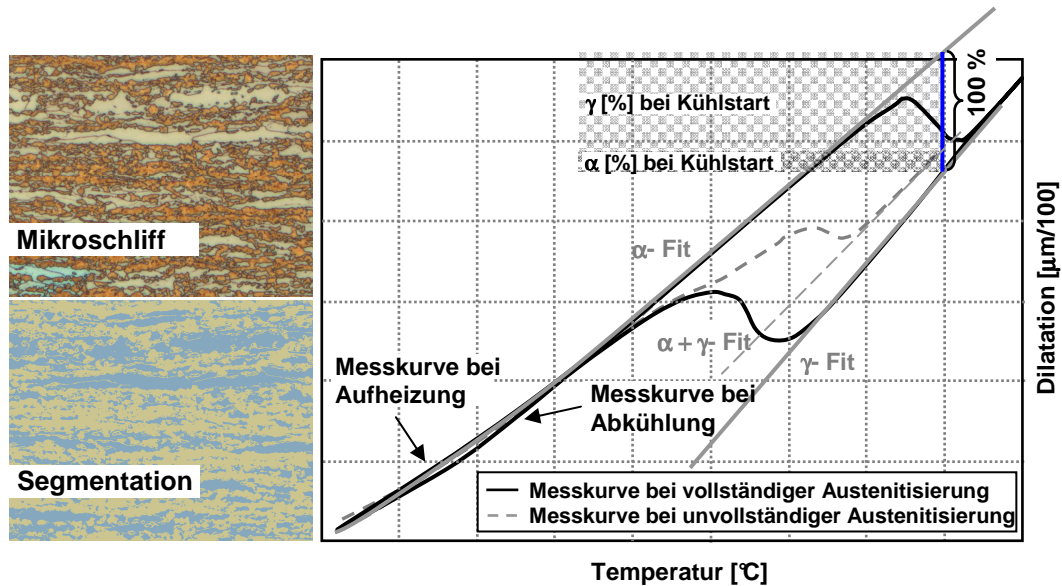 Mikroschliff
Segmentation
γ [%] bei Kühlstart
α [%] bei Kühlstart
100 %
α- Fit
α + γ- Fit
γ- Fit
Messkurve bei
Aufheizung
Messkurve bei
Abkühlung
Messkurve bei vollständiger Austenitisierung
Messkurve bei unvollständiger Austenitisierung
Temperatur [°C]
Dilatation [µm/100]